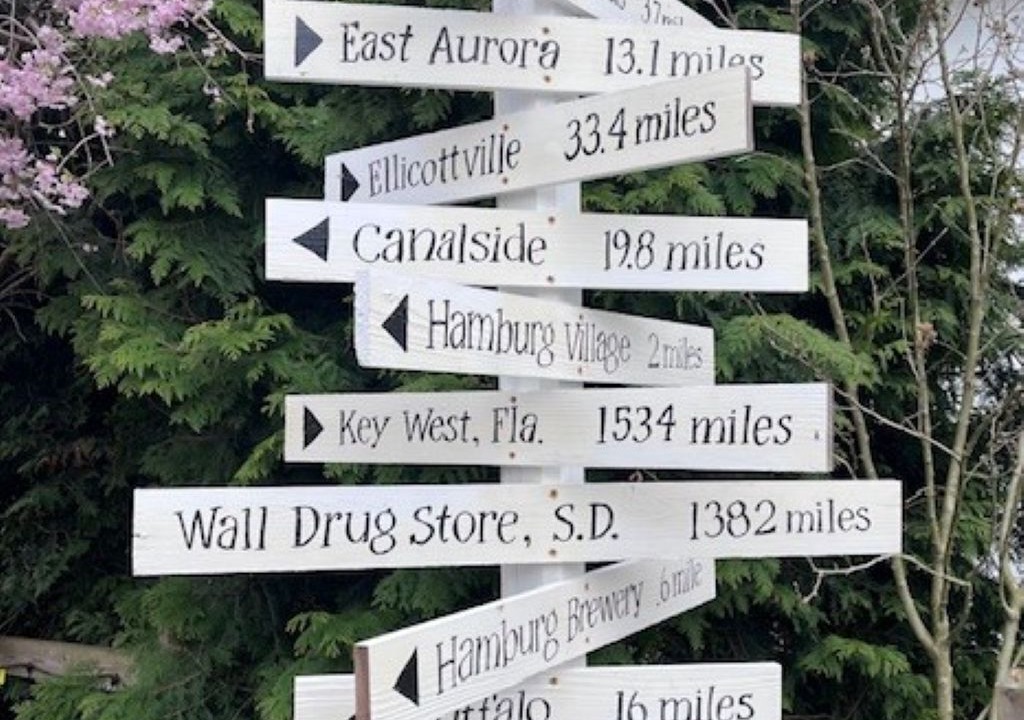 East Aurora 13.1 miles
Ellicottville 33.4 miles
Canalside 19.8 miles
Hamburg Village 2 miles
Key West, Fla. 1534 miles
Wall Drug Store, S.D. 1382 miles
Hamburg Brewery .6 mile
16 miles